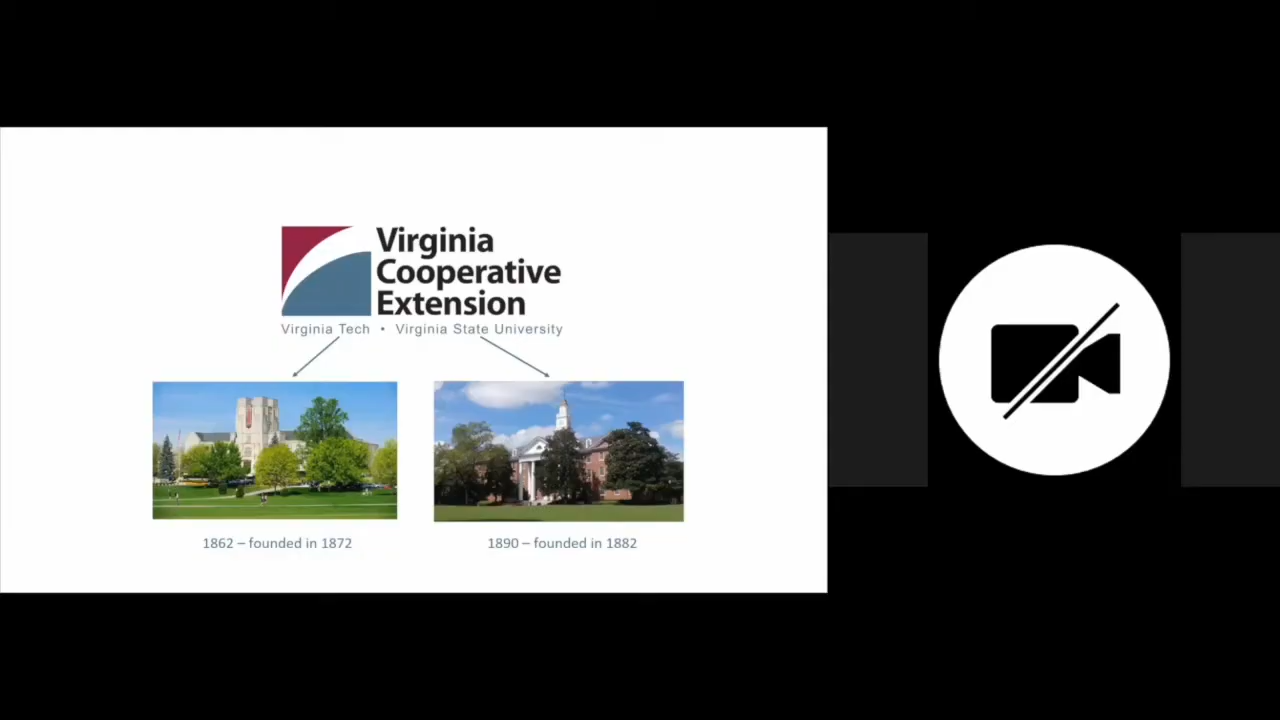 Virginia
Cooperative
Extension
Virginia Tech • Virginia State University
1862 – founded in 1872
1890 – founded in 1882